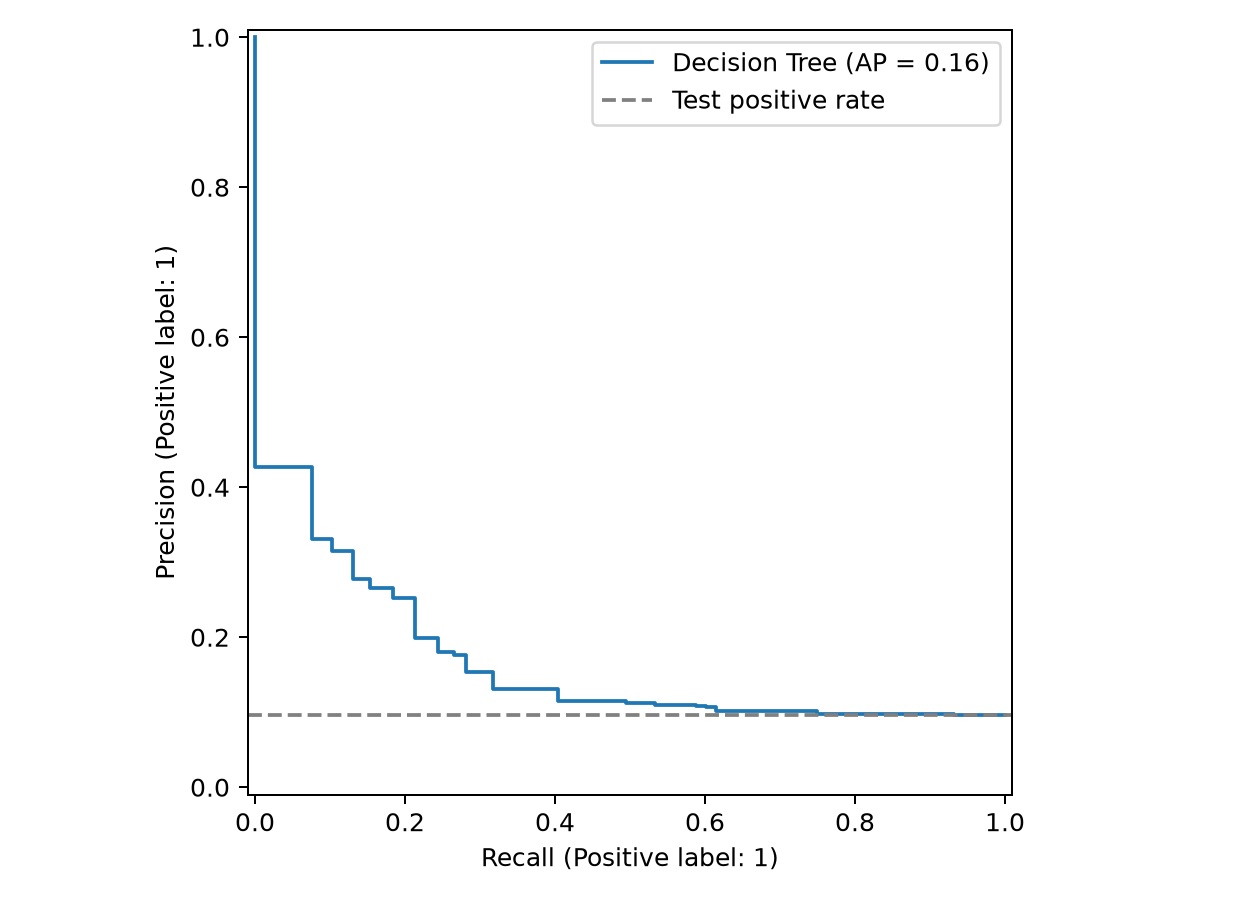 Decision Tree (AP = 0.16)
Test positive rate
Precision (Positive label: 1)
1.0
0.8
0.6
0.4
0.2
0.0
0.0 0.2 0.4 0.6 0.8 1.0
Recall (Positive label: 1)